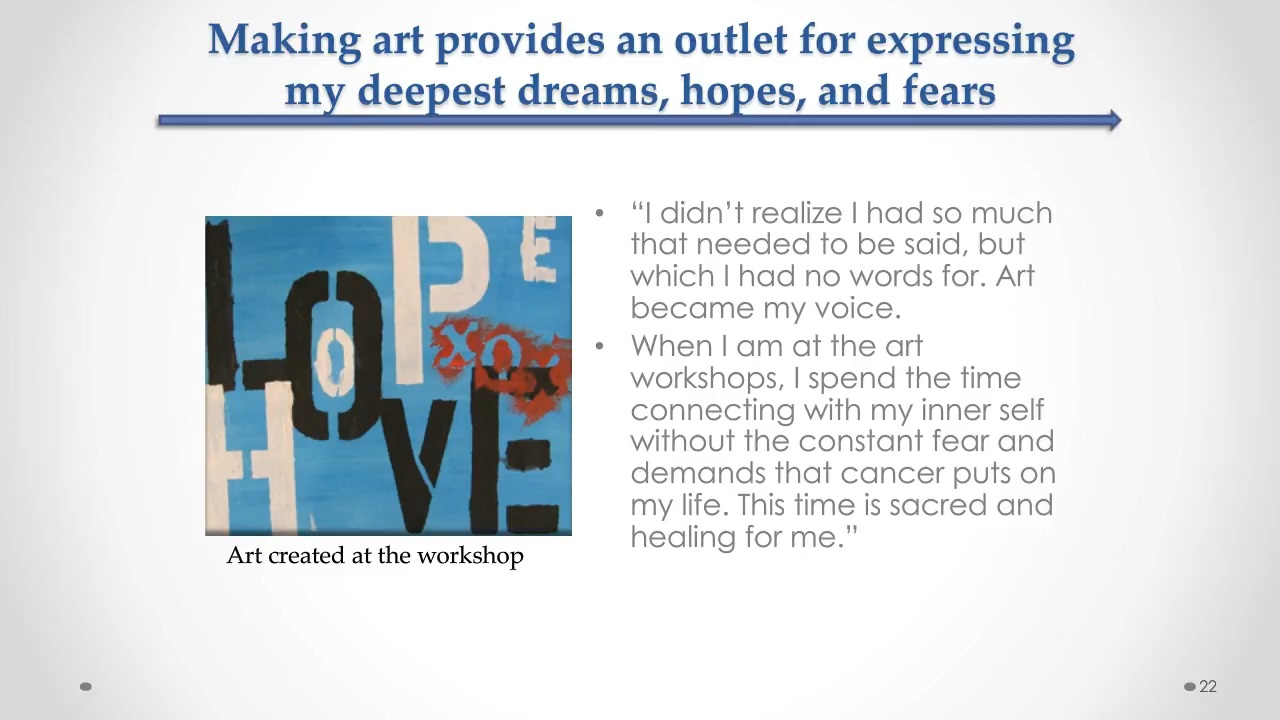 Making art provides an outlet for expressing
my deepest dreams, hopes, and fears
LOVE
HOPE
xo
• “I didn’t realize I had so much
that needed to be said, but
which I had no words for. Art
became my voice.
• When I am at the art
workshops, I spend the time
connecting with my inner self
without the constant fear and
demands that cancer puts on
my life. This time is sacred and
healing for me.”
Art created at the workshop
22